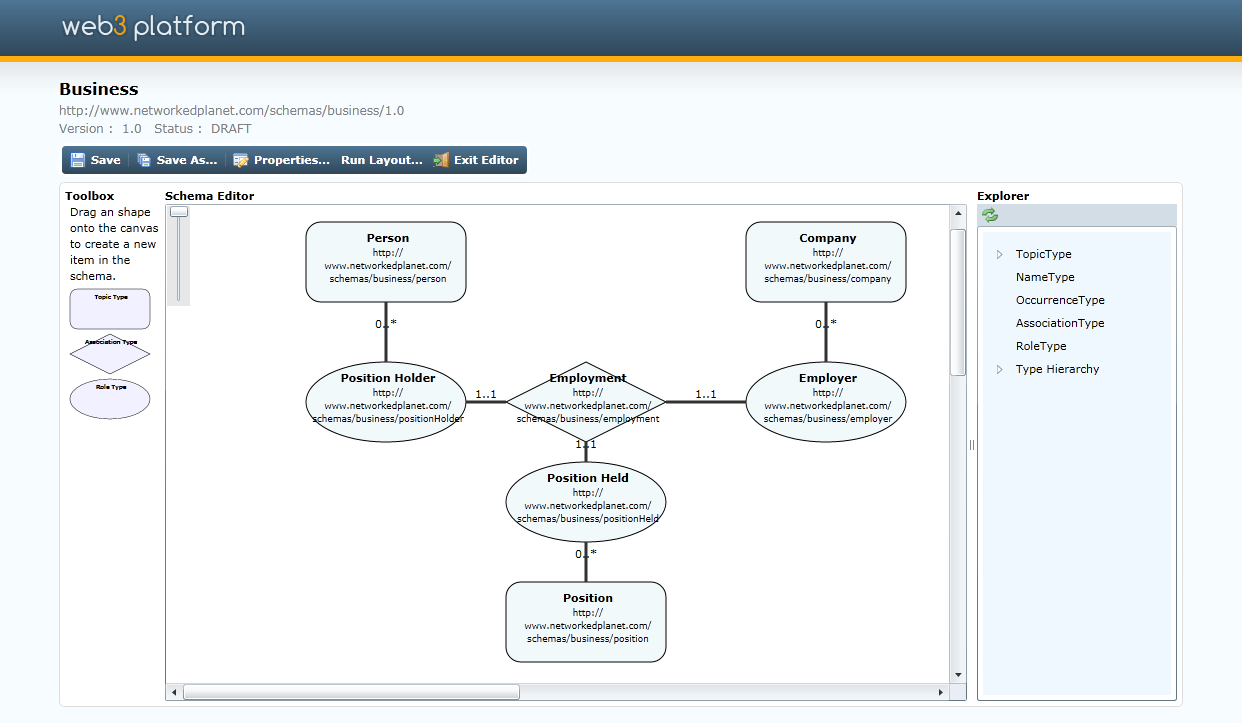 web3 platform
Business
http://www.networkedplanet.com/schemas/business/1.0
Version : 1.0 Status : DRAFT
Save Save As... Properties... Run Layout... Exit Editor
Toolbox
Drag an shape
onto the canvas
to create a new
item in the
schema.
Topic Type
Association Type
Role Type
Schema Editor
Person
http://
www.networkedplanet.com/
schemas/business/person
Company
http://
www.networkedplanet.com/
schemas/business/company
0..*
0..*
Position Holder
http://
www.networkedplanet.com/
schemas/business/positionHolder
1..1
Employment
http://
www.networkedplanet.com/
schemas/business/employment
1..1
Employer
http://
www.networkedplanet.com/
schemas/business/employer
1..1
Position Held
http://
www.networkedplanet.com/
schemas/business/positionHeld
0..*
Position
http://
www.networkedplanet.com/
schemas/business/position
Explorer
TopicType
NameType
OccurrenceType
AssociationType
RoleType
Type Hierarchy